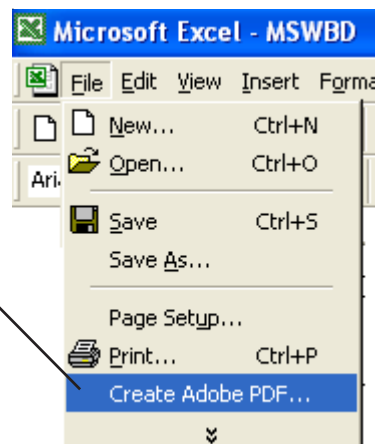 Microsoft Excel - MSWBD
File Edit View Insert Forma
New... Ctrl+N
Open... Ctrl+O
Aria
Save Ctrl+S
Save As...
Page Setup...
Print... Ctrl+P
Create Adobe PDF...